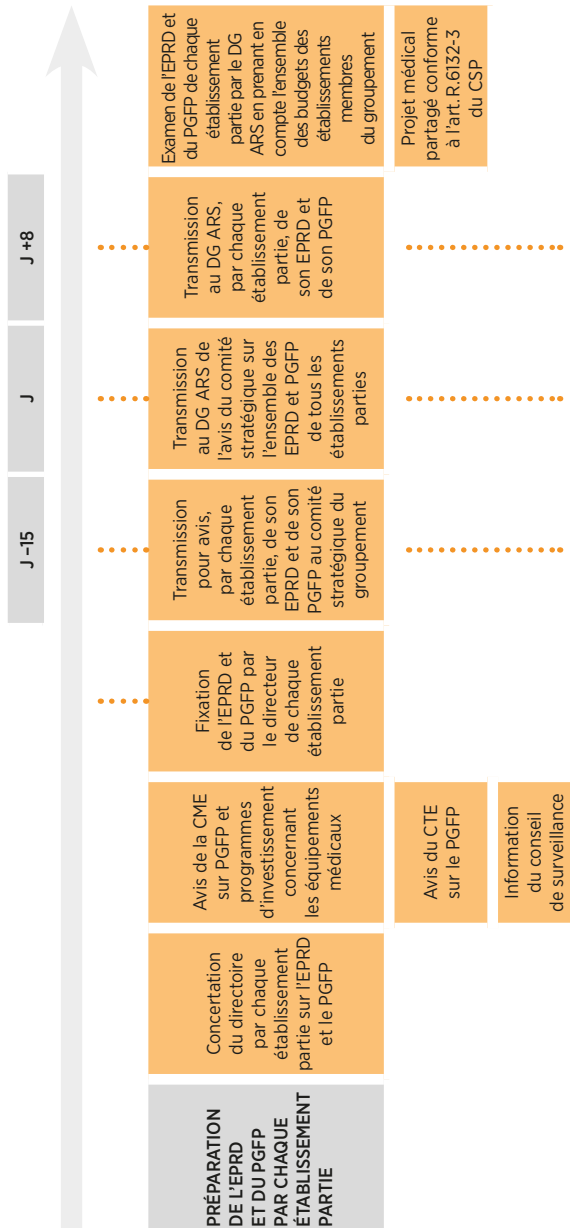 J –15
J
J +8
PRÉPARATION
DE L'EPRD
ET DU PGFP
PAR CHAQUE
ÉTABLISSEMENT
PARTIE
Concertation
du directoire
par chaque
établissement
partie sur l'EPRD
et le PGFP
Avis de la CME
sur PGFP et
programmes
d'investissement
concernant
les équipements
médicaux
Avis du CTE
sur le PGFP
Information
du conseil
de surveillance
Fixation
de l'EPRD et
du PGFP par
le directeur
de chaque
établissement
partie
Transmission
pour avis,
par chaque
établissement
partie, de son
EPRD et de son
PGFP au comité
stratégique du
groupement
Transmission
au DG ARS de
l'avis du comité
stratégique sur
l'ensemble des
EPRD et PGFP
de tous les
établissements
parties
Transmission
au DG ARS,
par chaque
établissement
partie, de
son EPRD et
de son PGFP
Examen de l'EPRD et
du PGFP de chaque
établissement
partie par le DG
ARS en prenant en
compte l'ensemble
des budgets des
établissements
membres
du groupement
Projet médical
partagé conforme
à l'art. R.6132-3
du CSP